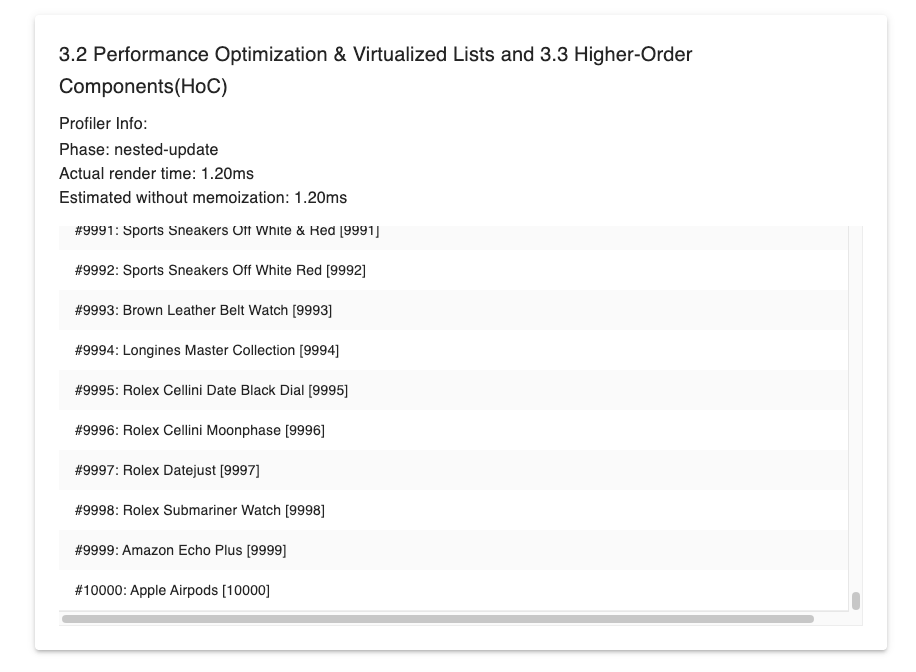 3.2 Performance Optimization & Virtualized Lists and 3.3 Higher-Order
Components(HoC)
Profiler Info:
Phase: nested-update
Actual render time: 1.20ms
Estimated without memoization: 1.20ms
#9991: Sports Sneakers Off White & Red [9991]
#9992: Sports Sneakers Off White Red [9992]
#9993: Brown Leather Belt Watch [9993]
#9994: Longines Master Collection [9994]
#9995: Rolex Cellini Date Black Dial [9995]
#9996: Rolex Cellini Moonphase [9996]
#9997: Rolex Datejust [9997]
#9998: Rolex Submariner Watch [9998]
#9999: Amazon Echo Plus [9999]
#10000: Apple Airpods [10000]